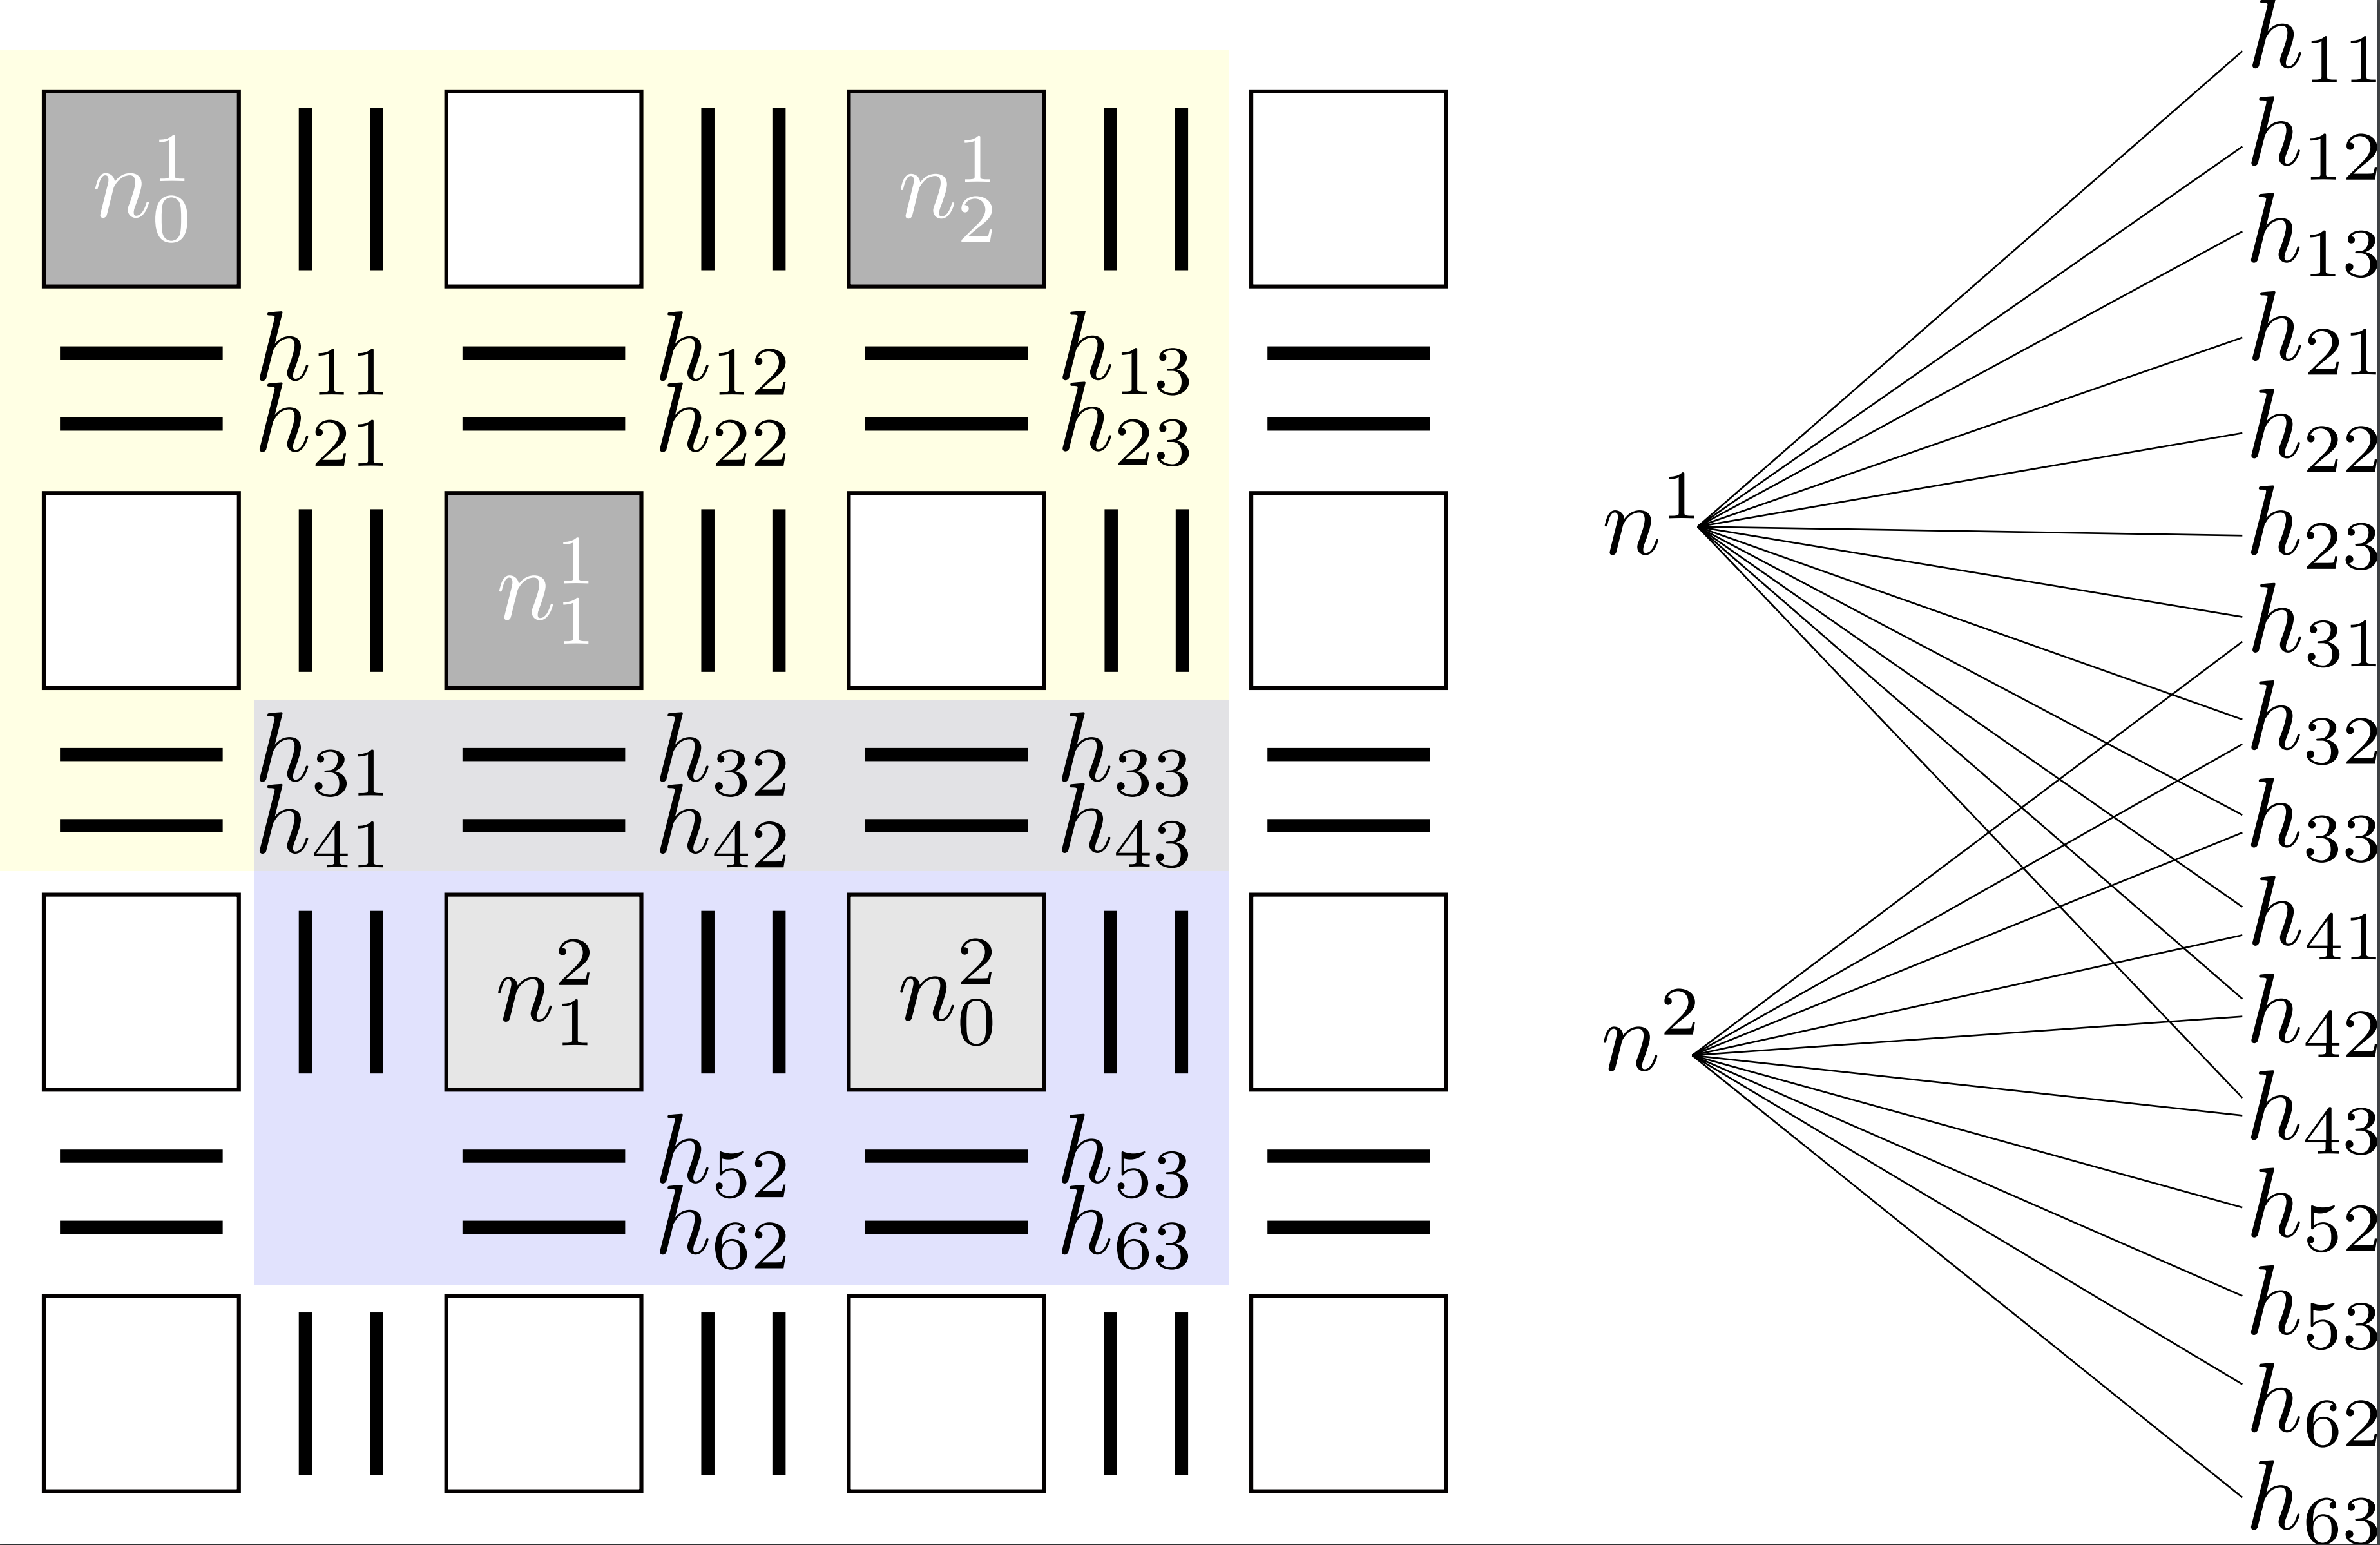 n_0^1 n_2^1
h_{11} h_{12} h_{13}
h_{21} h_{22} h_{23}
n_1^1
h_{31} h_{32} h_{33}
h_{41} h_{42} h_{43}
n_1^2 n_0^2
h_{52} h_{53}
h_{62} h_{63}
n^1
n^2
h_{11}
h_{12}
h_{13}
h_{21}
h_{22}
h_{23}
h_{31}
h_{32}
h_{33}
h_{41}
h_{42}
h_{43}
h_{52}
h_{53}
h_{62}
h_{63}